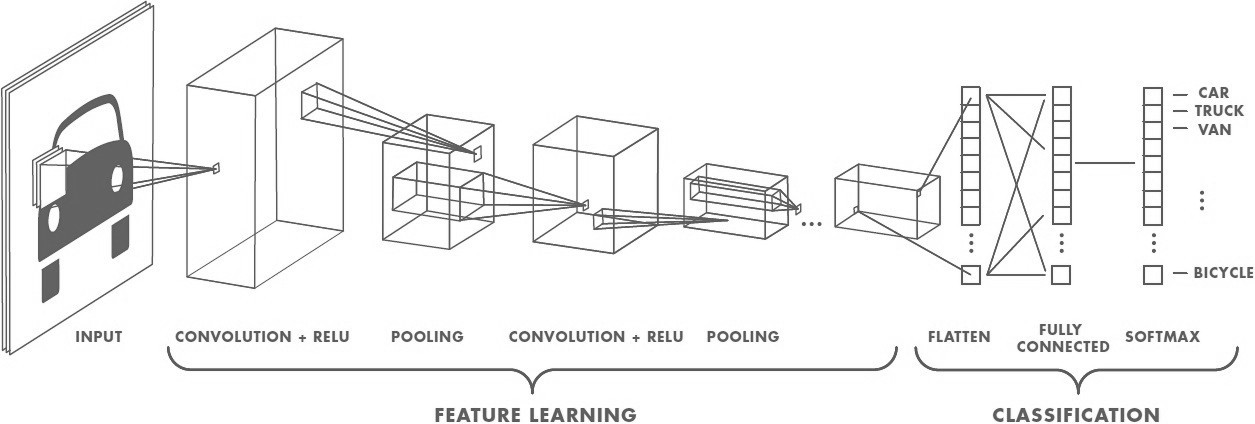 CAR
TRUCK
VAN
BICYCLE
INPUT
CONVOLUTION + RELU
POOLING
CONVOLUTION + RELU
POOLING
FLATTEN
FULLY
CONNECTED
SOFTMAX
FEATURE LEARNING
CLASSIFICATION